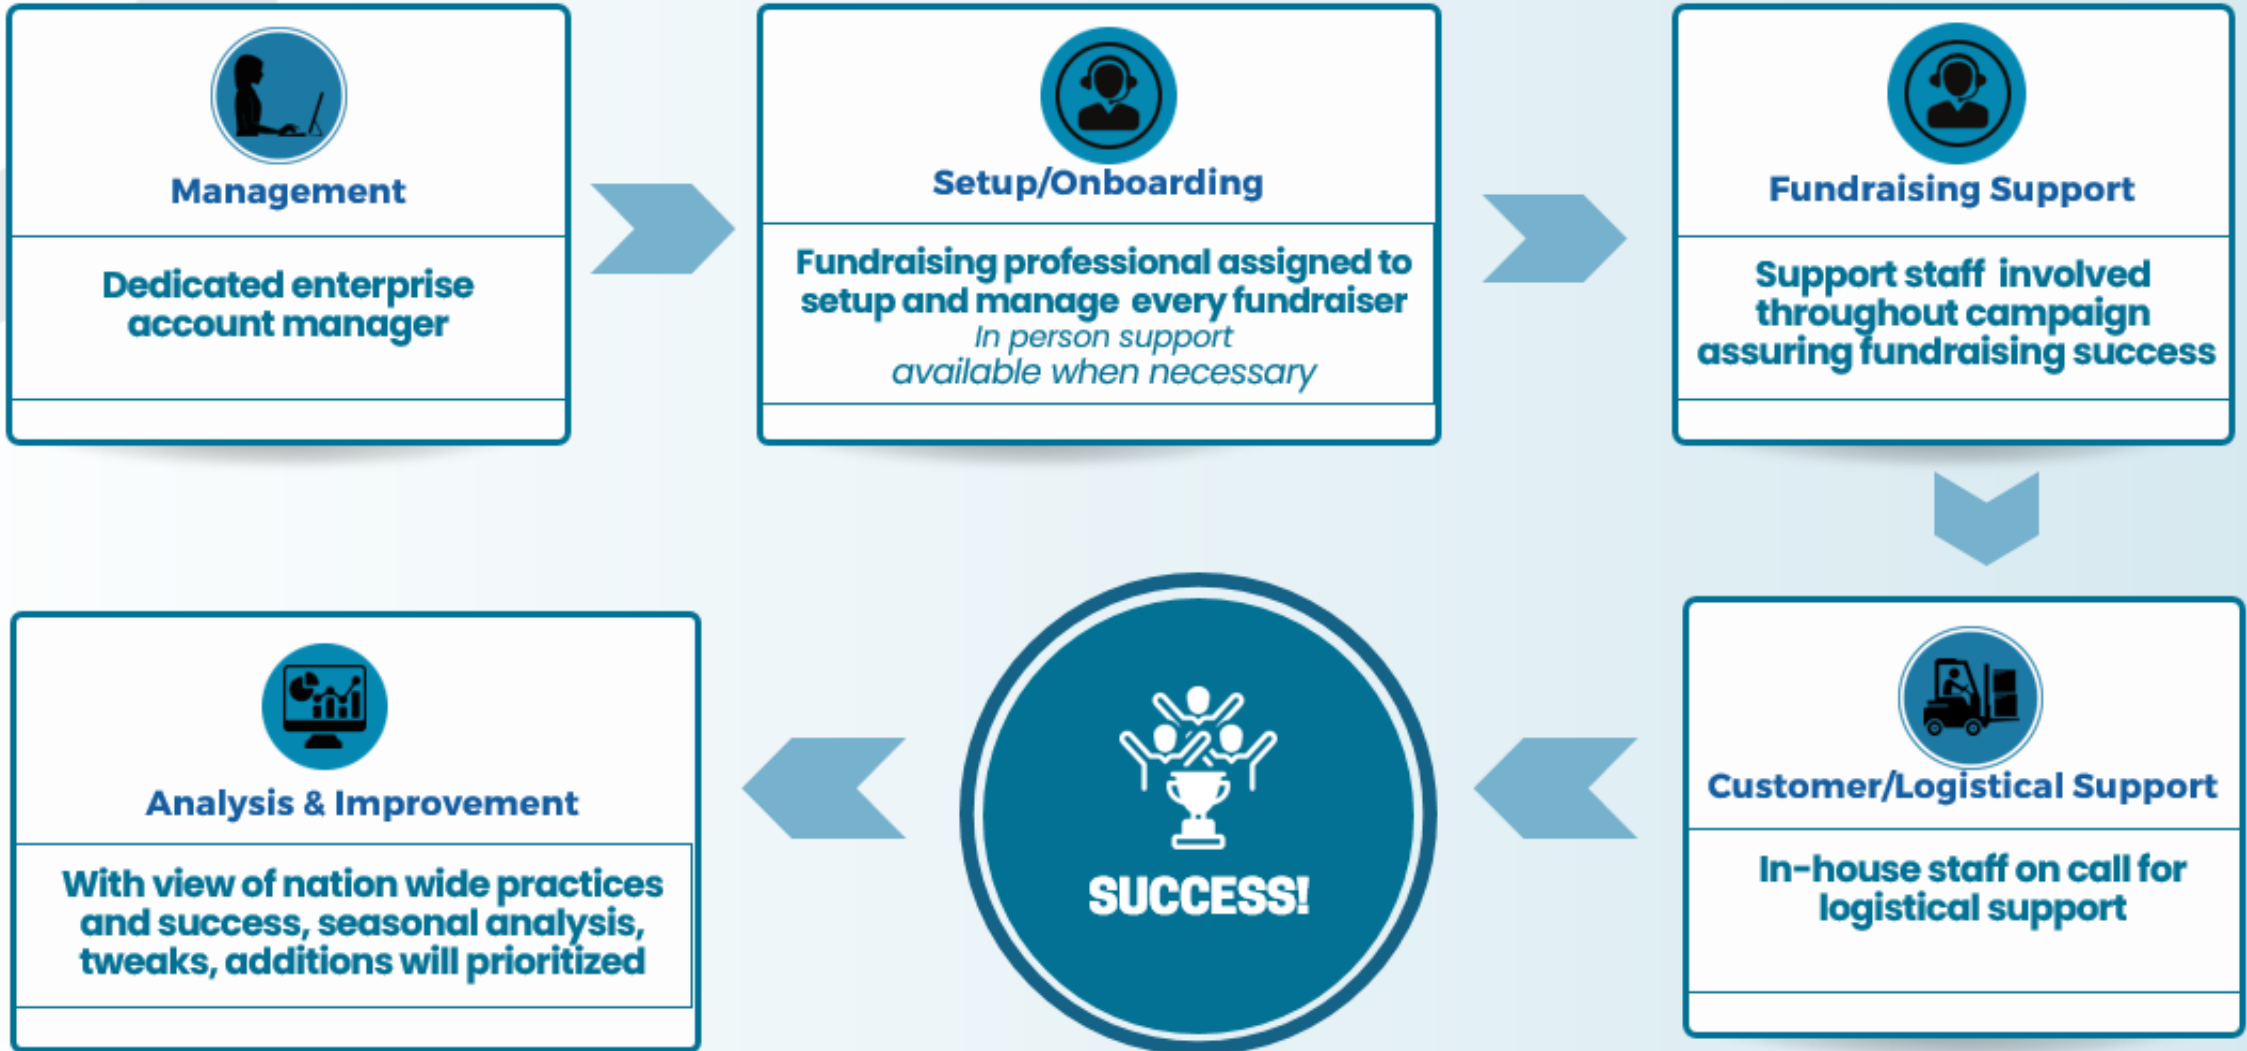 Management
Dedicated enterprise
account manager
Setup/Onboarding
Fundraising professional assigned to
setup and manage every fundraiser
In person support
available when necessary
Fundraising Support
Support staff involved
throughout campaign
assuring fundraising success
Customer/Logistical Support
In-house staff on call for
logistical support
SUCCESS!
Analysis & Improvement
With view of nation wide practices
and success, seasonal analysis,
tweaks, additions will prioritized